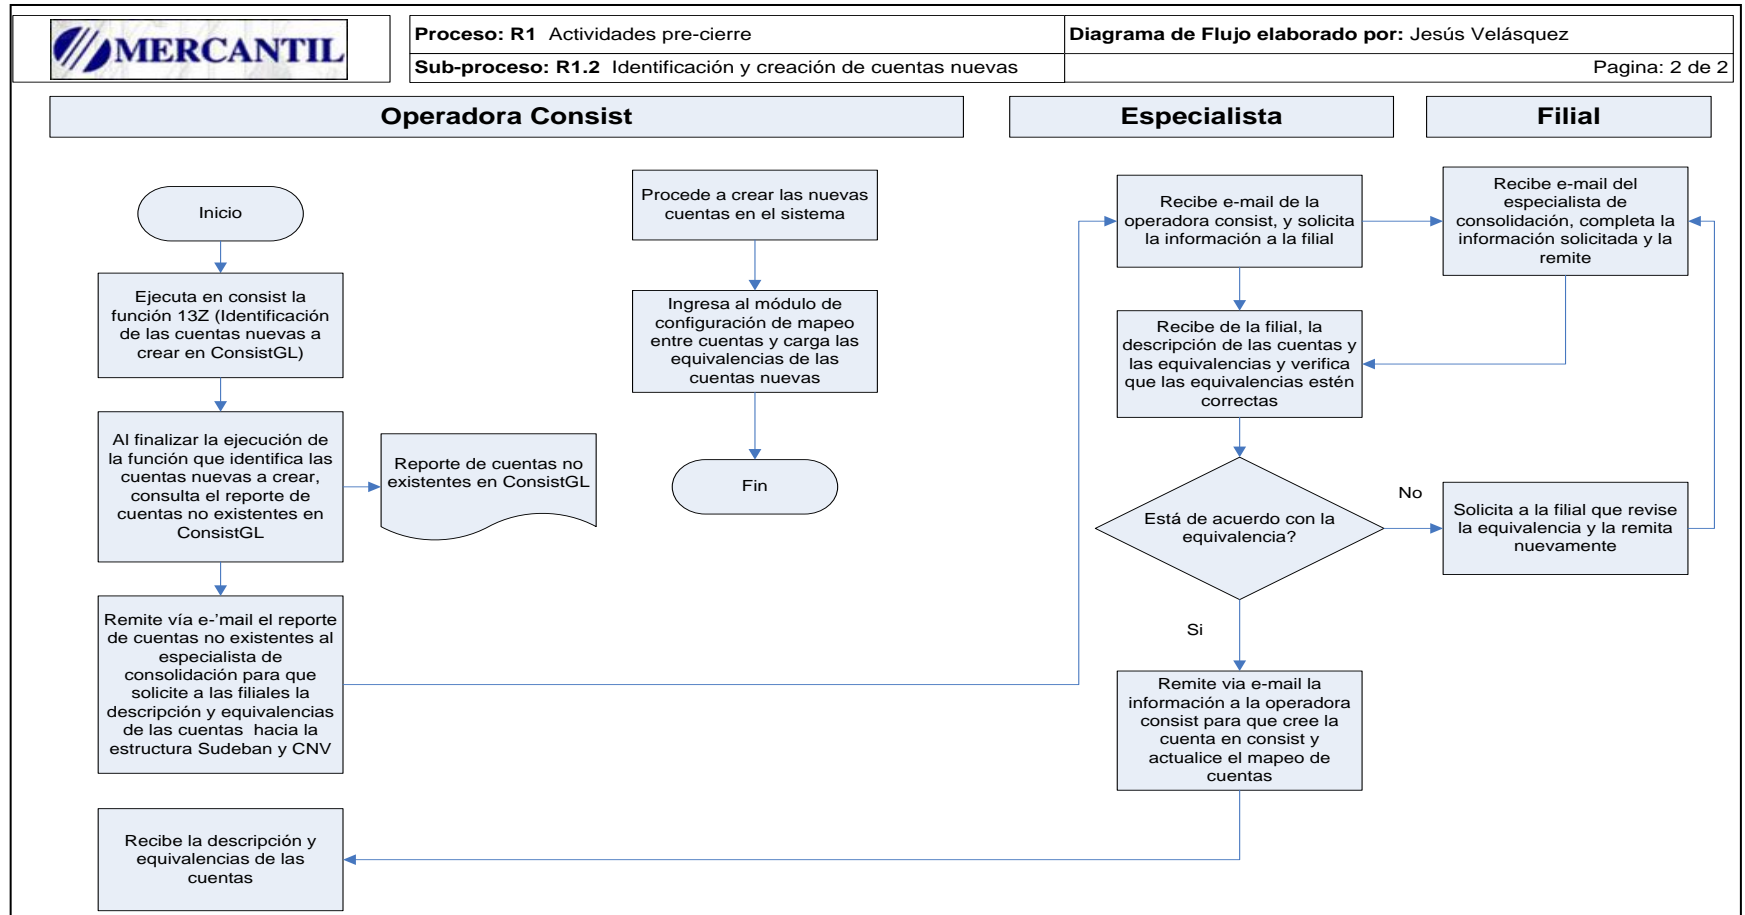 MERCANTIL
Proceso: R1 Actividades pre-cierre
Diagrama de Flujo elaborado por: Jesús Velásquez
Sub-proceso: R1.2 Identificación y creación de cuentas nuevas
Pagina: 2 de 2
Operadora Consist
Especialista
Filial
Inicio
Ejecuta en consist la
función 13Z (Identificación
de las cuentas nuevas a
crear en ConsistGL)
Al finalizar la ejecución de
la función que identifica las
cuentas nuevas a crear,
consulta el reporte de
cuentas no existentes en
ConsistGL
Reporte de cuentas no
existentes en ConsistGL
Remite vía e-'mail el reporte
de cuentas no existentes al
especialista de
consolidación para que
solicite a las filiales la
descripción y equivalencias
de las cuentas hacia la
estructura Sudeban y CNV
Recibe la descripción y
equivalencias de las
cuentas
Procede a crear las nuevas
cuentas en el sistema
Ingresa al módulo de
configuración de mapeo
entre cuentas y carga las
equivalencias de las
cuentas nuevas
Fin
Recibe e-mail de la
operadora consist, y solicita
la información a la filial
Recibe de la filial, la
descripción de las cuentas y
las equivalencias y verifica
que las equivalencias estén
correctas
Está de acuerdo con la
equivalencia?
No
Si
Remite via e-mail la
información a la operadora
consist para que cree la
cuenta en consist y
actualice el mapeo de
cuentas
Recibe e-mail del
especialista de
consolidación, completa la
información solicitada y la
remite
Solicita a la filial que revise
la equivalencia y la remita
nuevamente